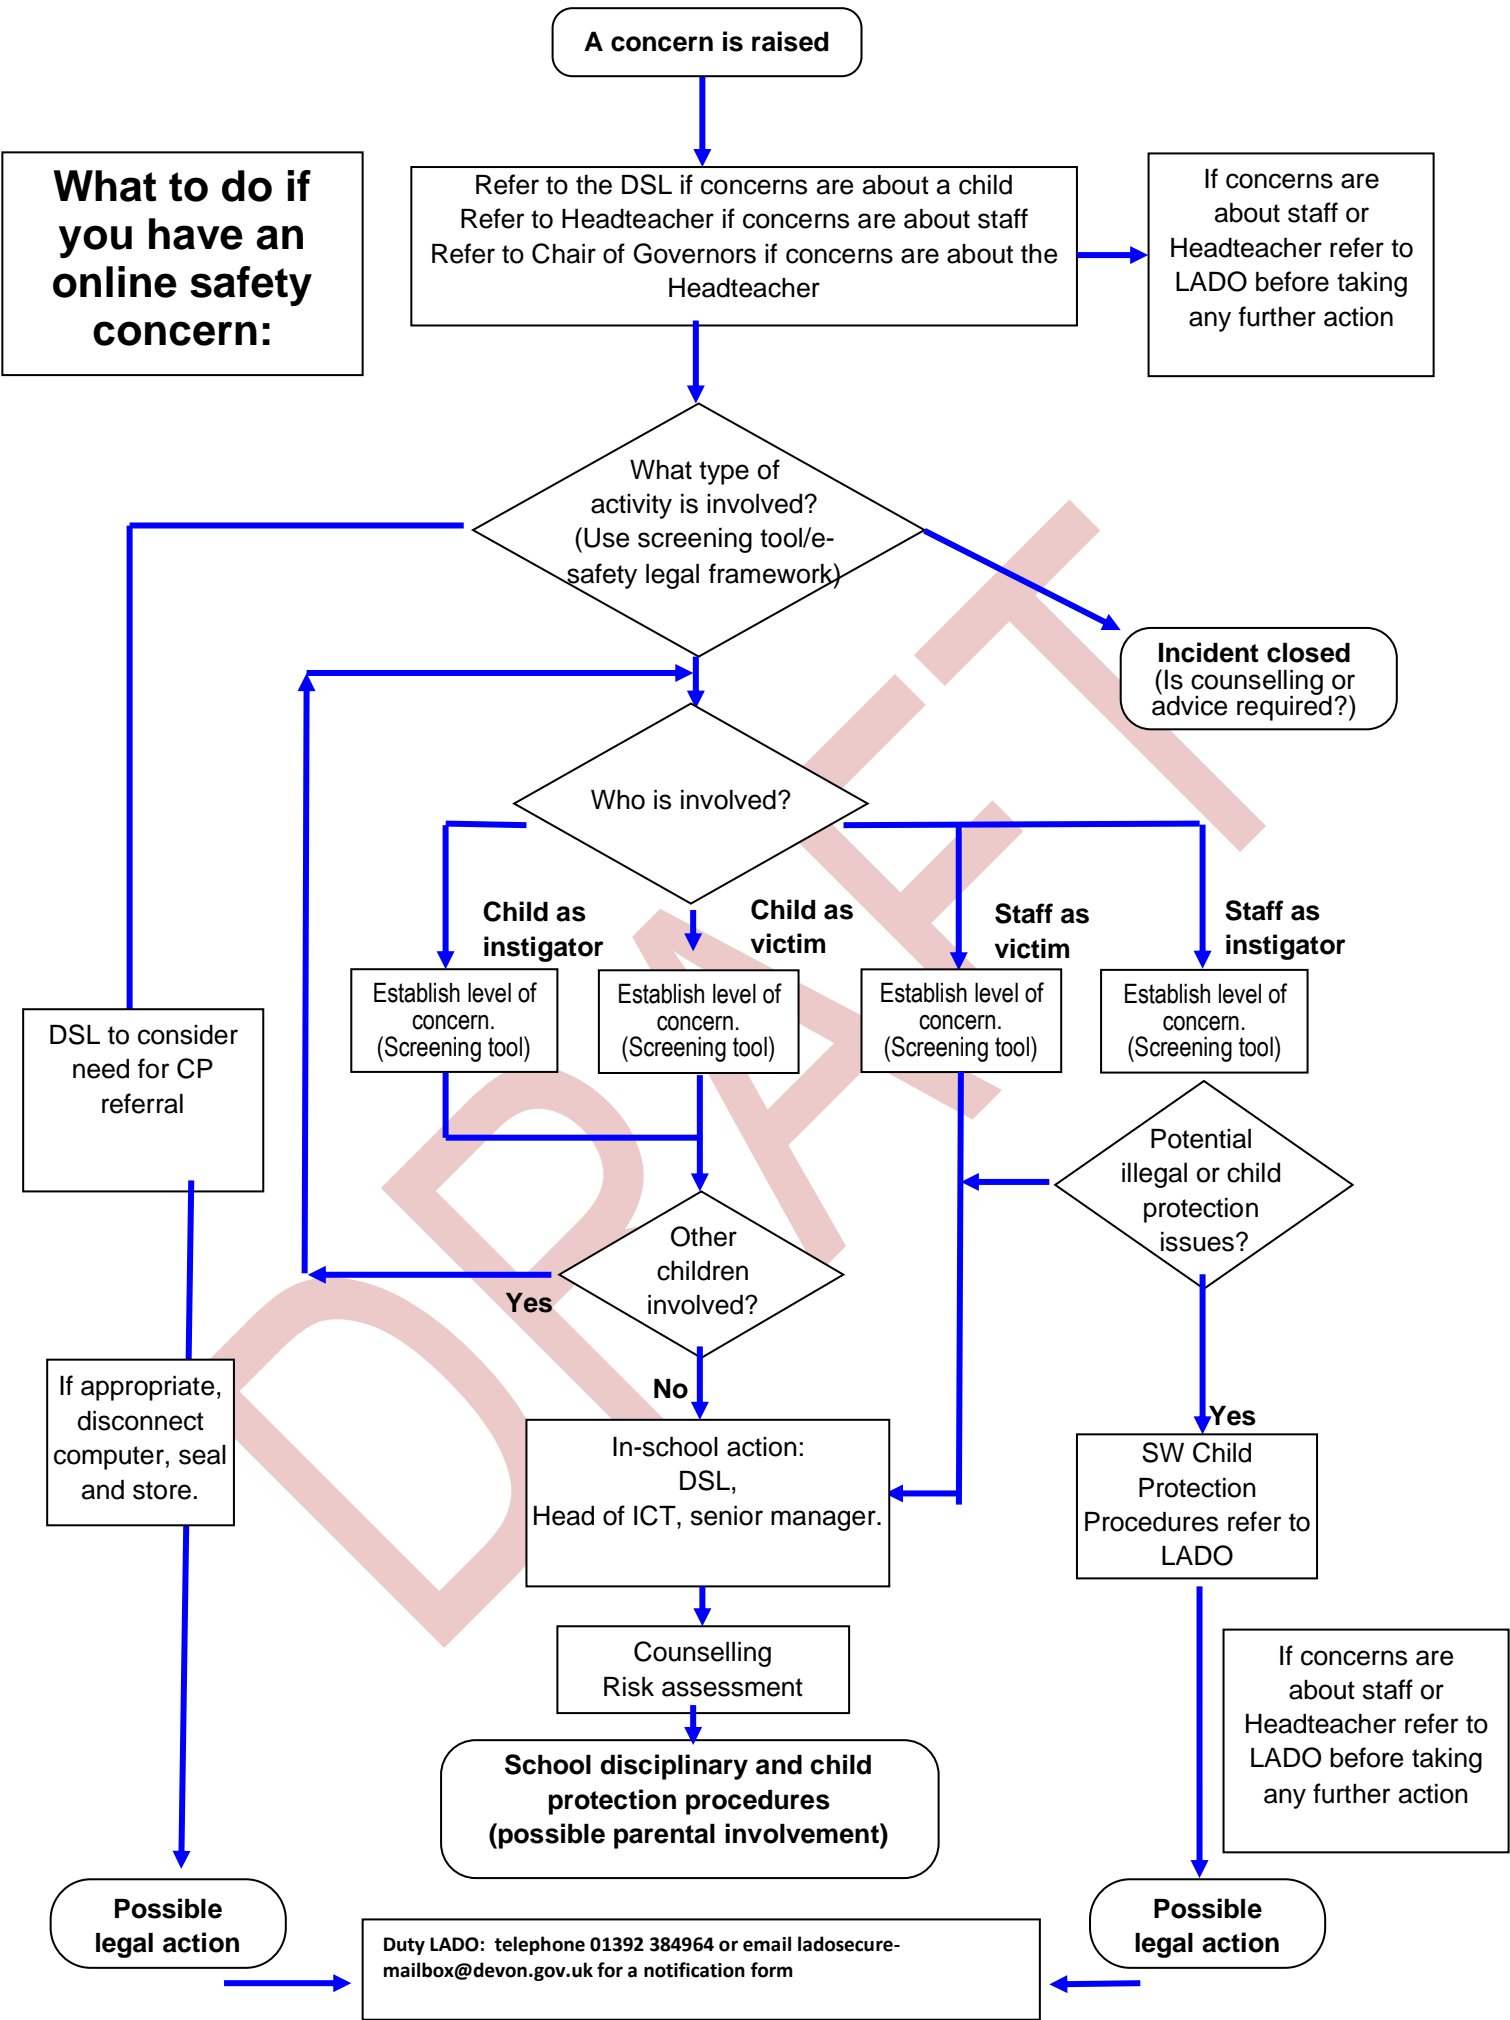 A concern is raised
What to do if
you have an
online safety
concern:
Refer to the DSL if concerns are about a child
Refer to Headteacher if concerns are about staff
Refer to Chair of Governors if concerns are about the
Headteacher
If concerns are
about staff or
Headteacher refer to
LADO before taking
any further action
What type of
activity is involved?
(Use screening tool/e-
safety legal framework)
Incident closed
(Is counselling or
advice required?)
Who is involved?
Child as
instigator
Child as
victim
Staff as
victim
Staff as
instigator
Establish level of
concern.
(Screening tool)
Establish level of
concern.
(Screening tool)
Establish level of
concern.
(Screening tool)
Establish level of
concern.
(Screening tool)
DSL to consider
need for CP
referral
Potential
illegal or child
protection
issues?
Other
children
involved?
Yes
No
If appropriate,
disconnect
computer, seal
and store.
In-school action:
DSL,
Head of ICT, senior manager.
Yes
SW Child
Protection
Procedures refer to
LADO
Counselling
Risk assessment
If concerns are
about staff or
Headteacher refer to
LADO before taking
any further action
School disciplinary and child
protection procedures
(possible parental involvement)
Possible
legal action
Possible
legal action
Duty LADO:  telephone 01392 384964 or email ladosecure-
mailbox@devon.gov.uk for a notification form
DRAFT